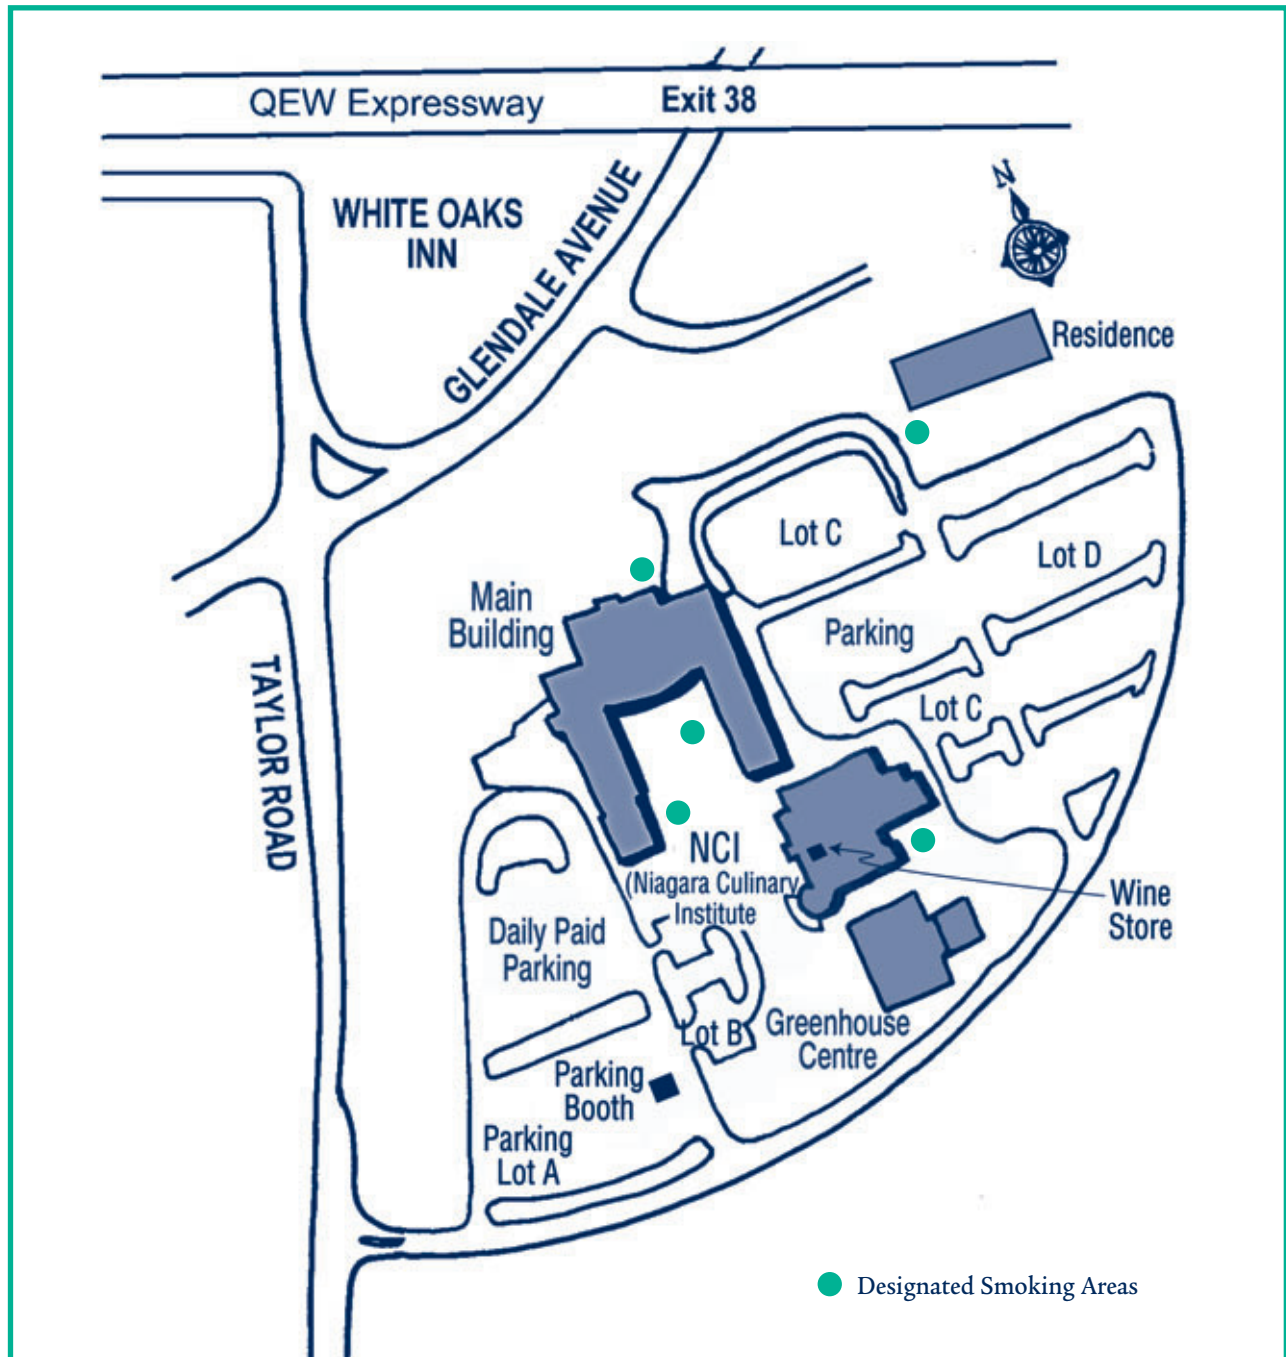 QEW Expressway
Exit 38
N
WHITE OAKS
INN
GLENDALE AVENUE
Residence
Lot C
Lot D
Main
Building
Parking
TAYLOR ROAD
Lot C
NCI
(Niagara Culinary
Institute
Wine
Store
Daily Paid
Parking
Lot B
Greenhouse
Centre
Parking
Booth
Parking
Lot A
Designated Smoking Areas